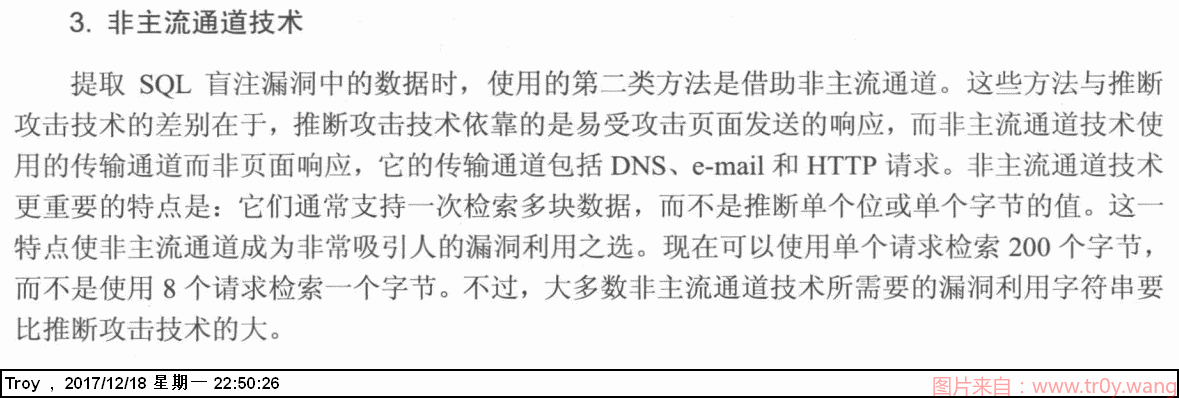 3. 非主流通道技术
提取 SQL 盲注漏洞中的数据时，使用的第二类方法是借助非主流通道。这些方法与推断
攻击技术的差别在于，推断攻击技术依靠的是易受攻击页面发送的响应，而非主流通道技术使
用的传输通道而非页面响应，它的传输通道包括 DNS、e-mail 和 HTTP 请求。非主流通道技术
更重要的特点是：它们通常支持一次检索多块数据，而不是推断单个位或单个字节的值。这一
特点使非主流通道成为非常吸引人的漏洞利用之选。现在可以使用单个请求检索 200 个字节，
而不是使用 8 个请求检索一个字节。不过，大多数非主流通道技术所需要的漏洞利用字符串要
比推断攻击技术的大。
Troy , 2017/12/18 星期一 22:50:26
图片来自：www.tr0y.wang